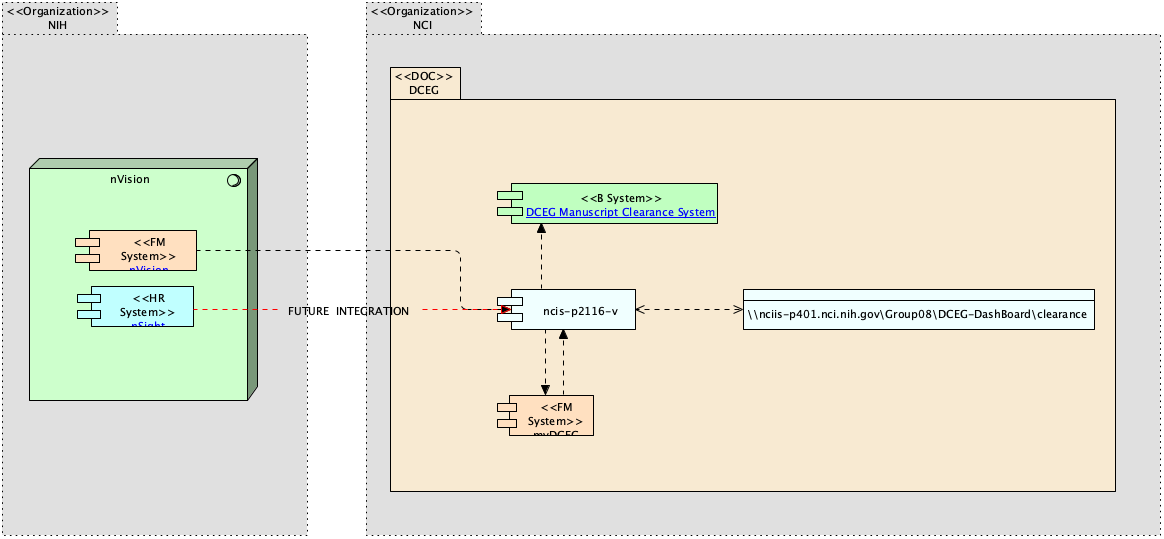 <<Organization>>
NIH
<<Organization>>
NCI
<<DOC>>
DCEG
nVision
<<B System>>
DCEG Manuscript Clearance System
<<FM
System>>
nVision
<<HR
System>>
nSight
FUTURE INTEGRATION
ncis-p2116-v
\\nciis-p401.nci.nih.gov\Group08\DCEG-DashBoard\clearance
<<FM
System>>
myDCEG